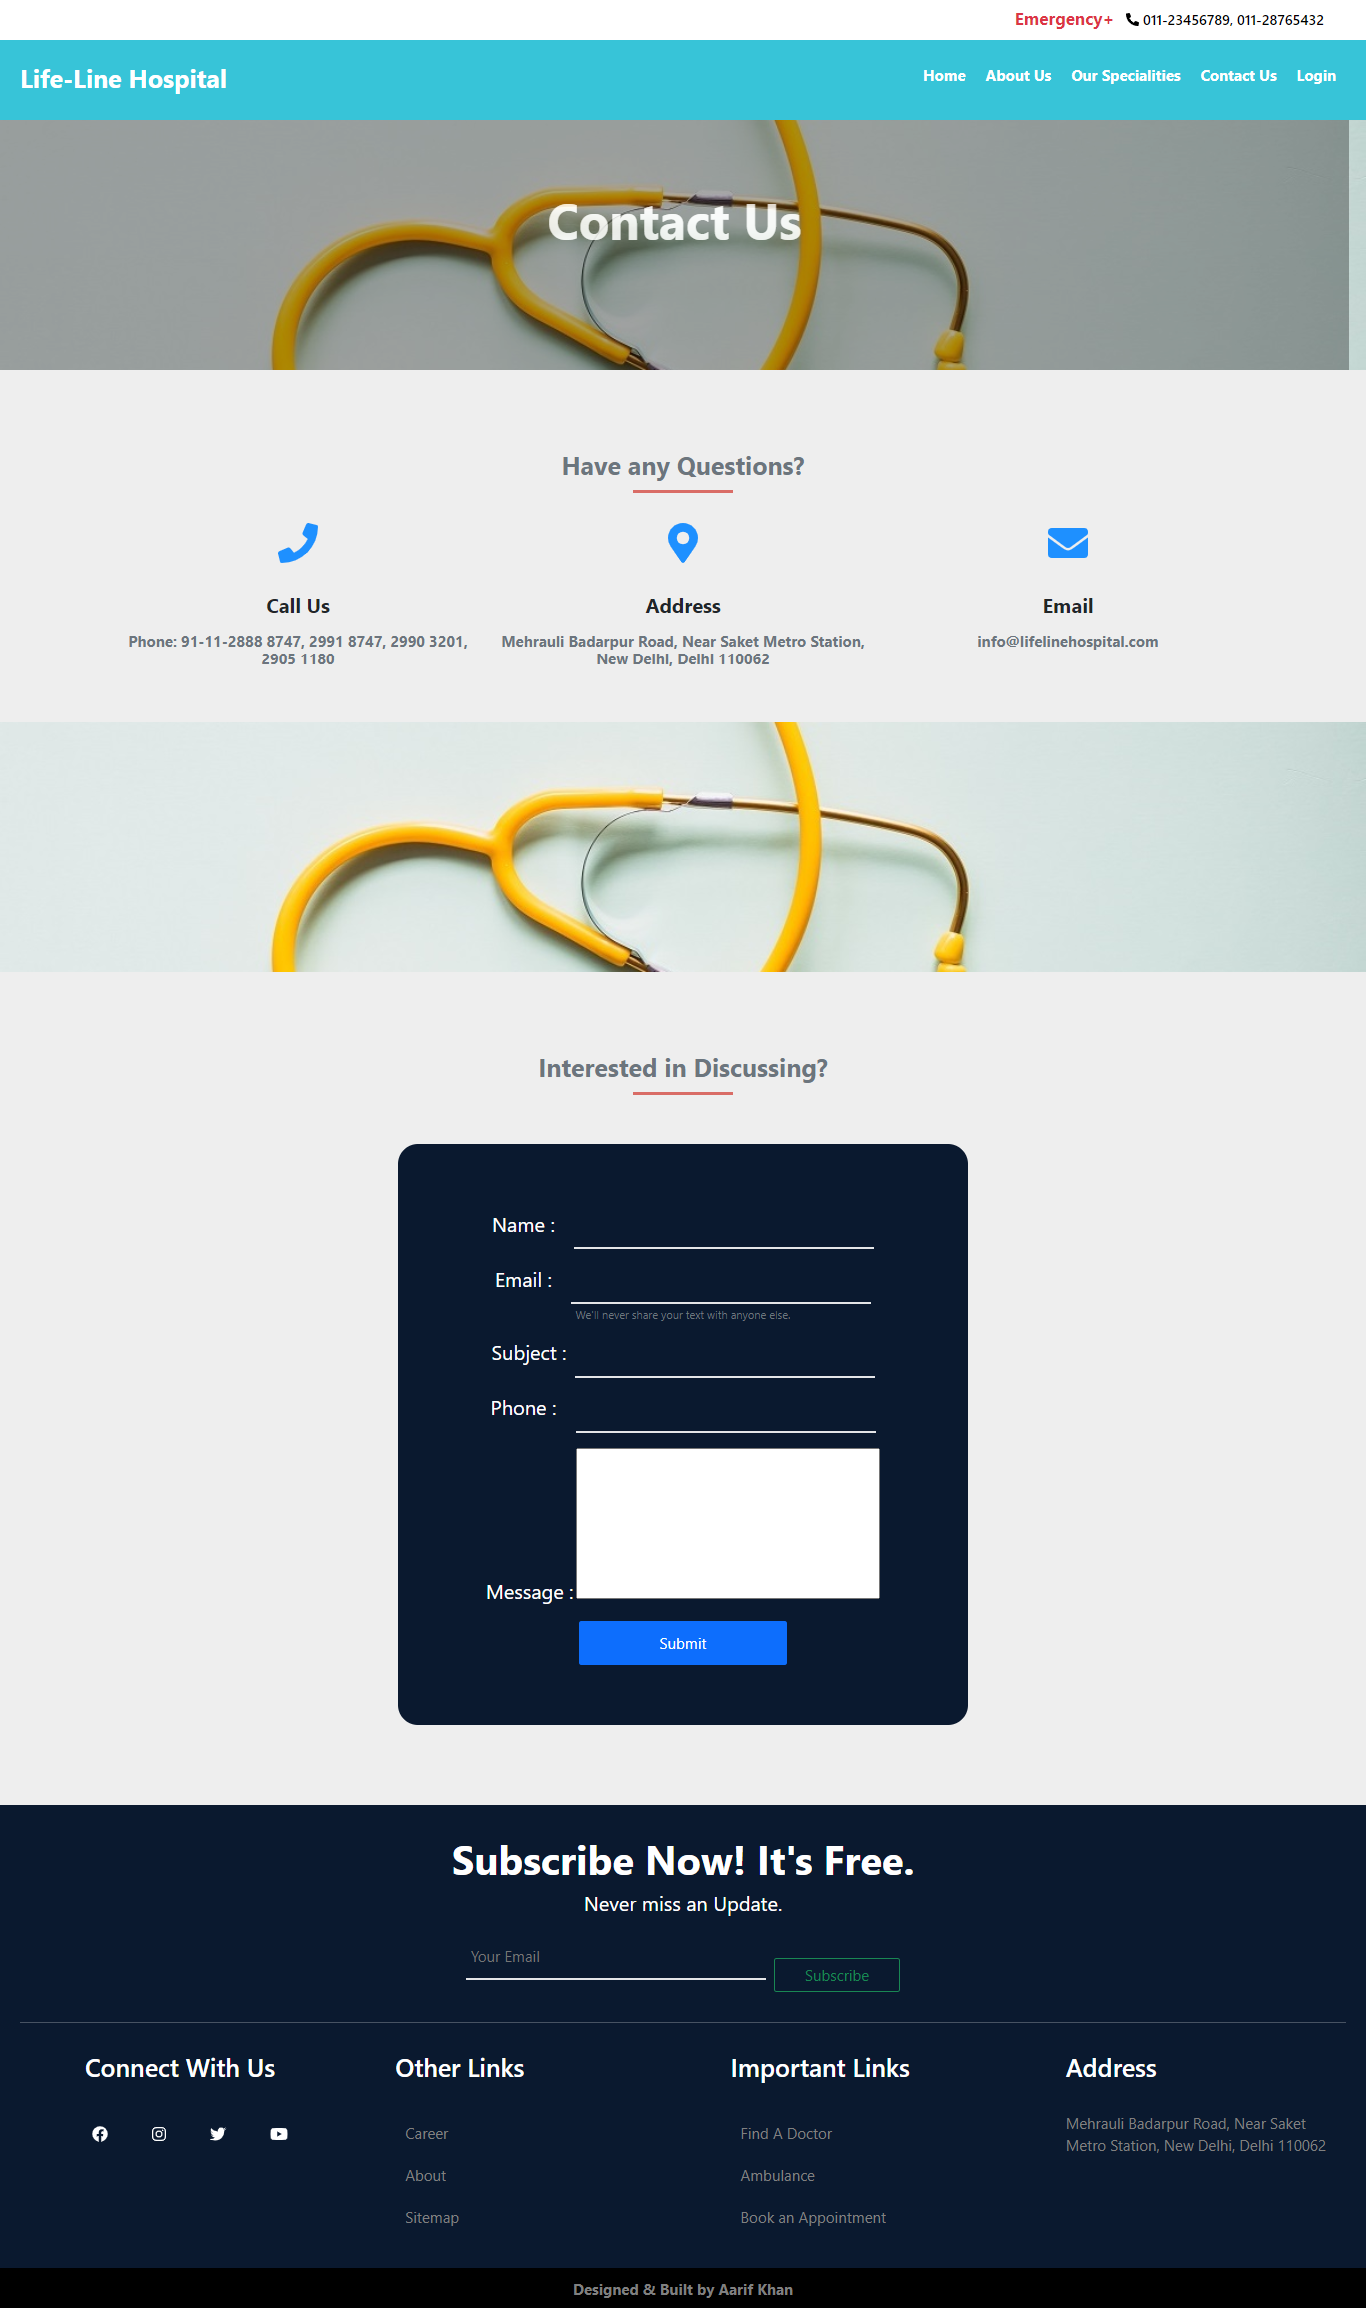 Emergency+ 011-23456789, 011-28765432
Life-Line Hospital
Home About Us Our Specialities Contact Us Login
Contact Us
Have any Questions?
Call Us
Phone: 91-11-2888 8747, 2991 8747, 2990 3201,
2905 1180
Address
Mehrauli Badarpur Road, Near Saket Metro Station,
New Delhi, Delhi 110062
Email
info@lifelinehospital.com
Interested in Discussing?
Name :
Email :
We'll never share your text with anyone else.
Subject :
Phone :
Message :
Submit
Subscribe Now! It's Free.
Never miss an Update.
Your Email
Subscribe
Connect With Us
Other Links
Career
About
Sitemap
Important Links
Find A Doctor
Ambulance
Book an Appointment
Address
Mehrauli Badarpur Road, Near Saket
Metro Station, New Delhi, Delhi 110062
Designed & Built by Aarif Khan